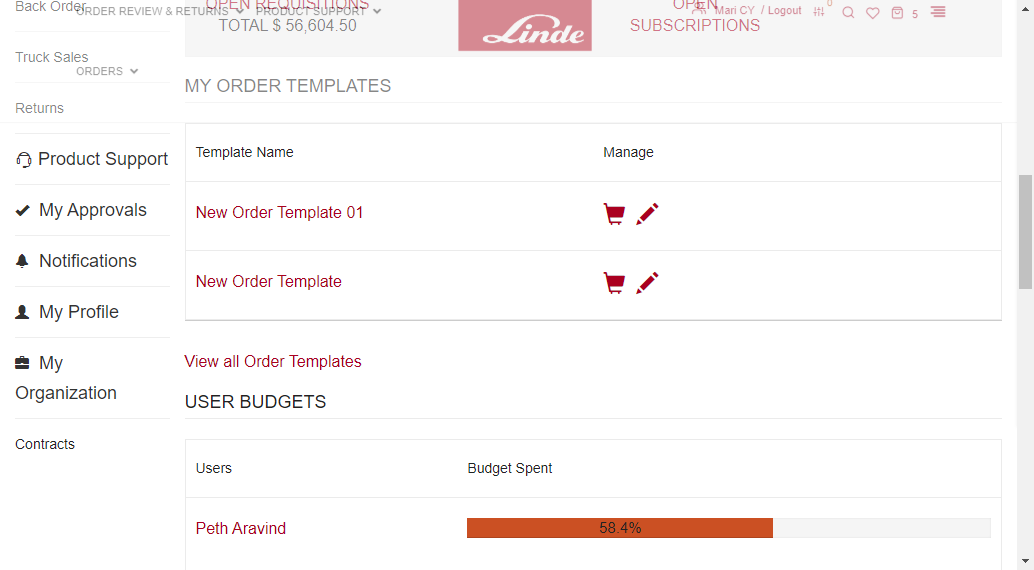 Back Order
ORDER REVIEW & RETURNS
PRODUCT SUPPORT
OPEN REQUISITIONS
TOTAL $ 56,604.50
Linde
OPEN
SUBSCRIPTIONS
Mari CY / Logout
0
5
Truck Sales
ORDERS
Returns
Product Support
My Approvals
Notifications
My Profile
My
Organization
Contracts
MY ORDER TEMPLATES
Template Name Manage
New Order Template 01
New Order Template
View all Order Templates
USER BUDGETS
Users Budget Spent
Peth Aravind 58.4%